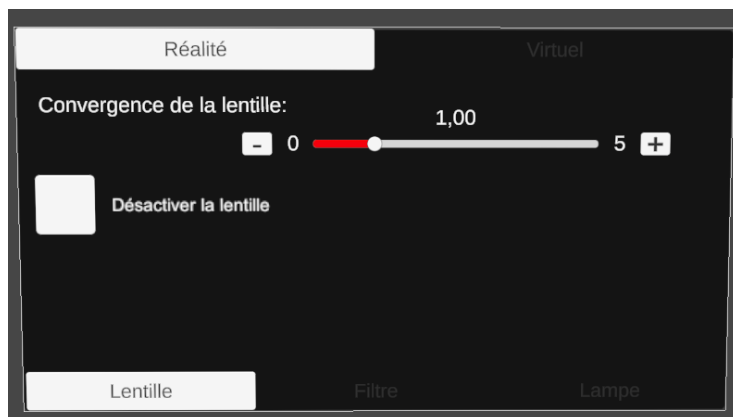 Réalité Virtuel
Convergence de la lentille:
1,00
- 0 5 +
Désactiver la lentille
Lentille Filtre Lampe